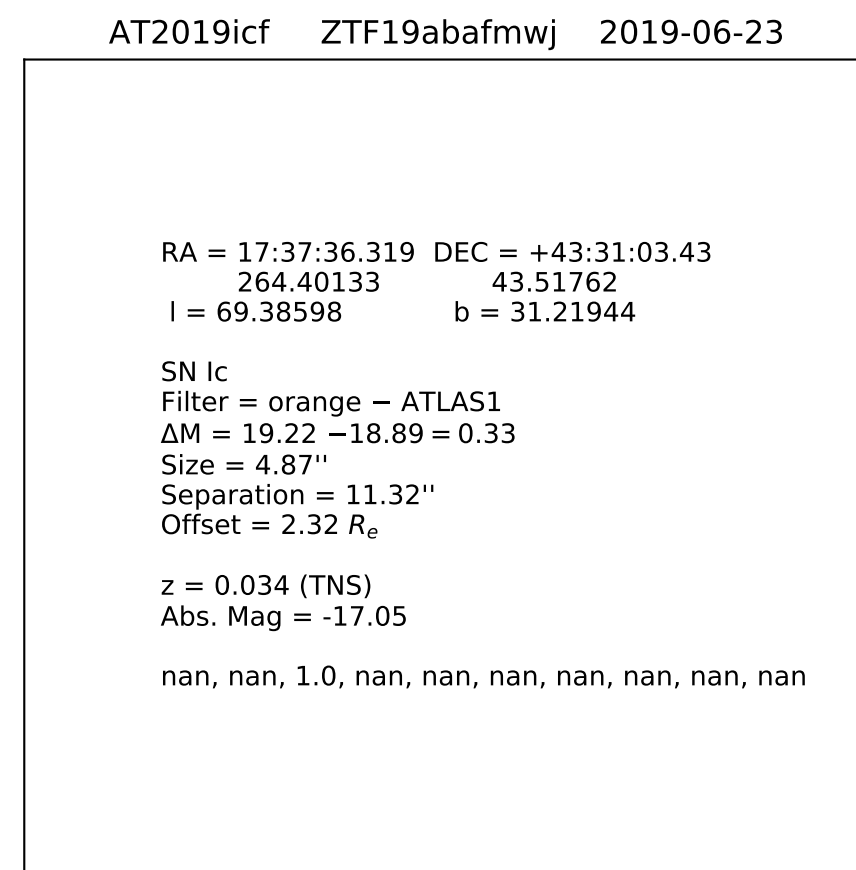 AT2019icf ZTF19abafmwj 2019-06-23
RA = 17:37:36.319 DEC = +43:31:03.43
264.40133 43.51762
l = 69.38598 b = 31.21944
SN Ic
Filter = orange − ATLAS1
ΔM = 19.22 −18.89 = 0.33
Size = 4.87''
Separation = 11.32''
Offset = 2.32 Re
z = 0.034 (TNS)
Abs. Mag = -17.05
nan, nan, 1.0, nan, nan, nan, nan, nan, nan, nan